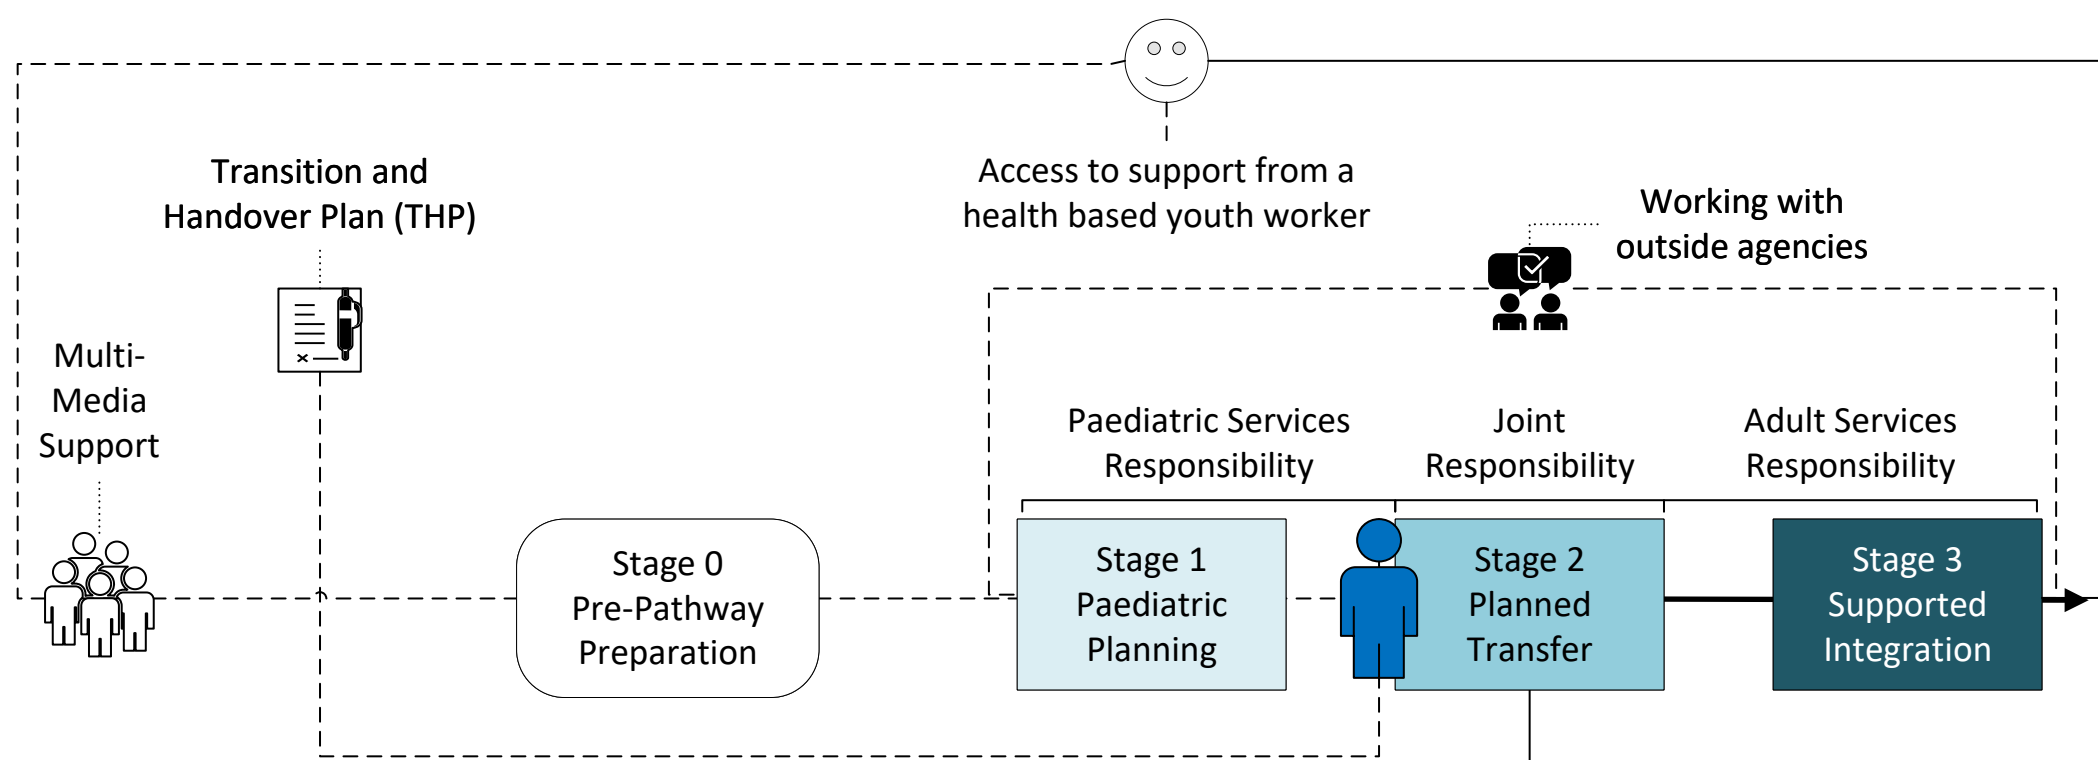 Transition and
Handover Plan (THP)
Access to support from a
health based youth worker
Working with
outside agencies
Multi-
Media
Support
Paediatric Services
Responsibility
Joint
Responsibility
Adult Services
Responsibility
Stage 0
Pre-Pathway
Preparation
Stage 1
Paediatric
Planning
Stage 2
Planned
Transfer
Stage 3
Supported
Integration